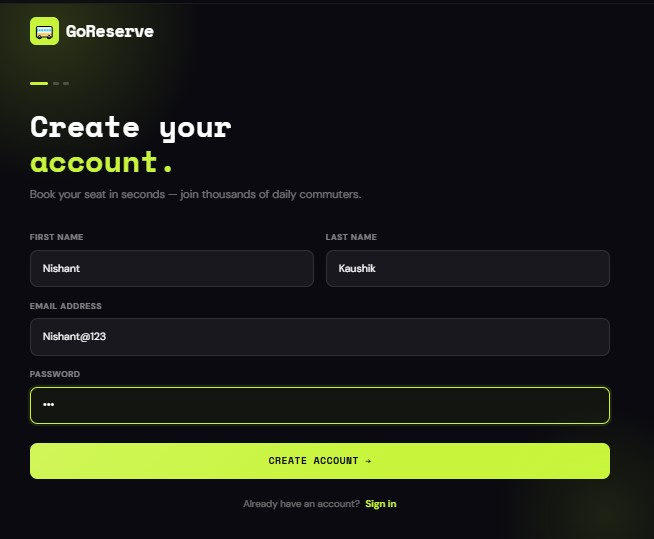 GoReserve
Create your
account.
Book your seat in seconds — join thousands of daily commuters.
FIRST NAME
LAST NAME
Nishant
Kaushik
EMAIL ADDRESS
Nishant@123
PASSWORD
•••
CREATE ACCOUNT →
Already have an account? Sign in